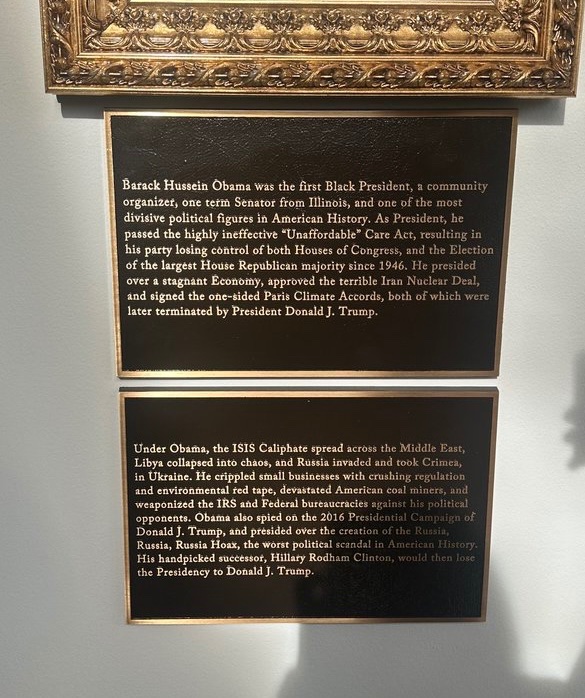 Barack Hussein Obama was the first Black President, a community
organizer, one term Senator from Illinois, and one of the most
divisive political figures in American History. As President, he
passed the highly ineffective "Unaffordable" Care Act, resulting in
his party losing control of both Houses of Congress, and the Election
of the largest House Republican majority since 1946. He presided
over a stagnant Economy, approved the terrible Iran Nuclear Deal,
and signed the one-sided Paris Climate Accords, both of which were
later terminated by President Donald J. Trump.
Under Obama, the ISIS Caliphate spread across the Middle East,
Libya collapsed into chaos, and Russia invaded and took Crimea,
in Ukraine. He crippled small businesses with crushing regulation
and environmental red tape, devastated American coal miners, and
weaponized the IRS and Federal bureaucracies against his political
opponents. Obama also spied on the 2016 Presidential Campaign of
Donald J. Trump, and presided over the creation of the Russia,
Russia, Russia Hoax, the worst political scandal in American History.
His handpicked successor, Hillary Rodham Clinton, would then lose
the Presidency to Donald J. Trump.